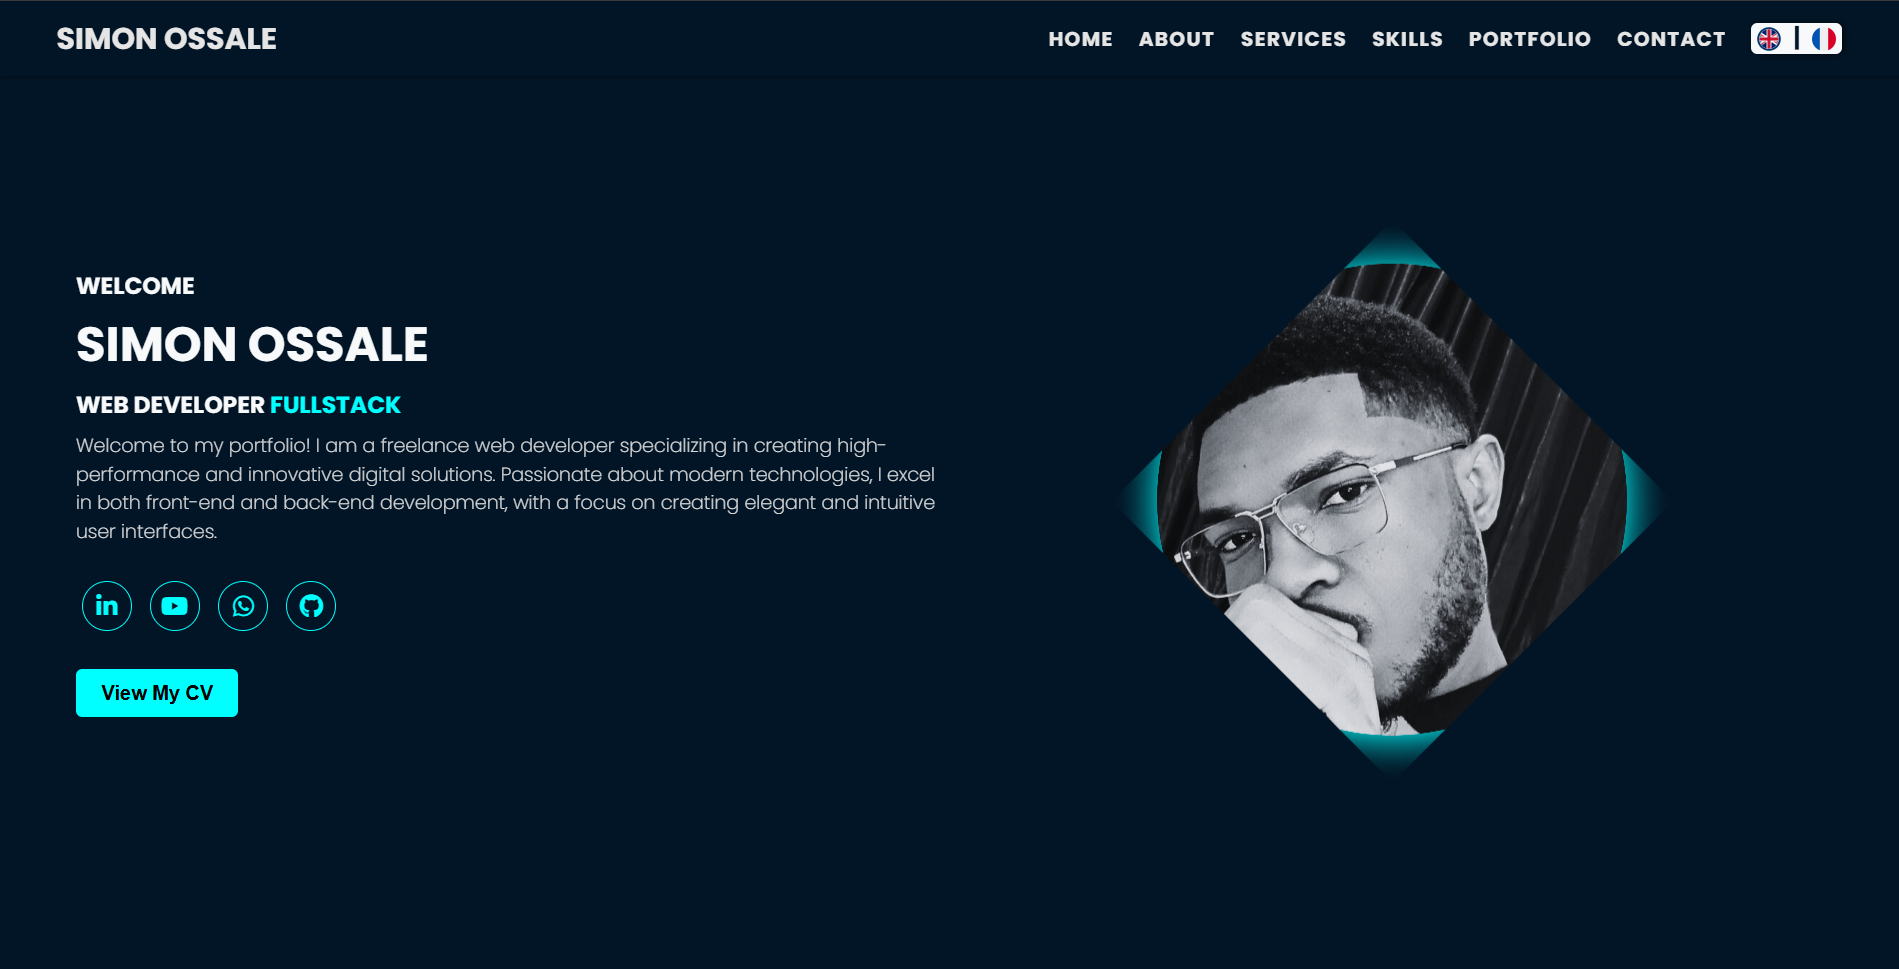 SIMON OSSALE
HOME ABOUT SERVICES SKILLS PORTFOLIO CONTACT
WELCOME
SIMON OSSALE
WEB DEVELOPER FULLSTACK
Welcome to my portfolio! I am a freelance web developer specializing in creating high-
performance and innovative digital solutions. Passionate about modern technologies, I excel
in both front-end and back-end development, with a focus on creating elegant and intuitive
user interfaces.
in
View My CV